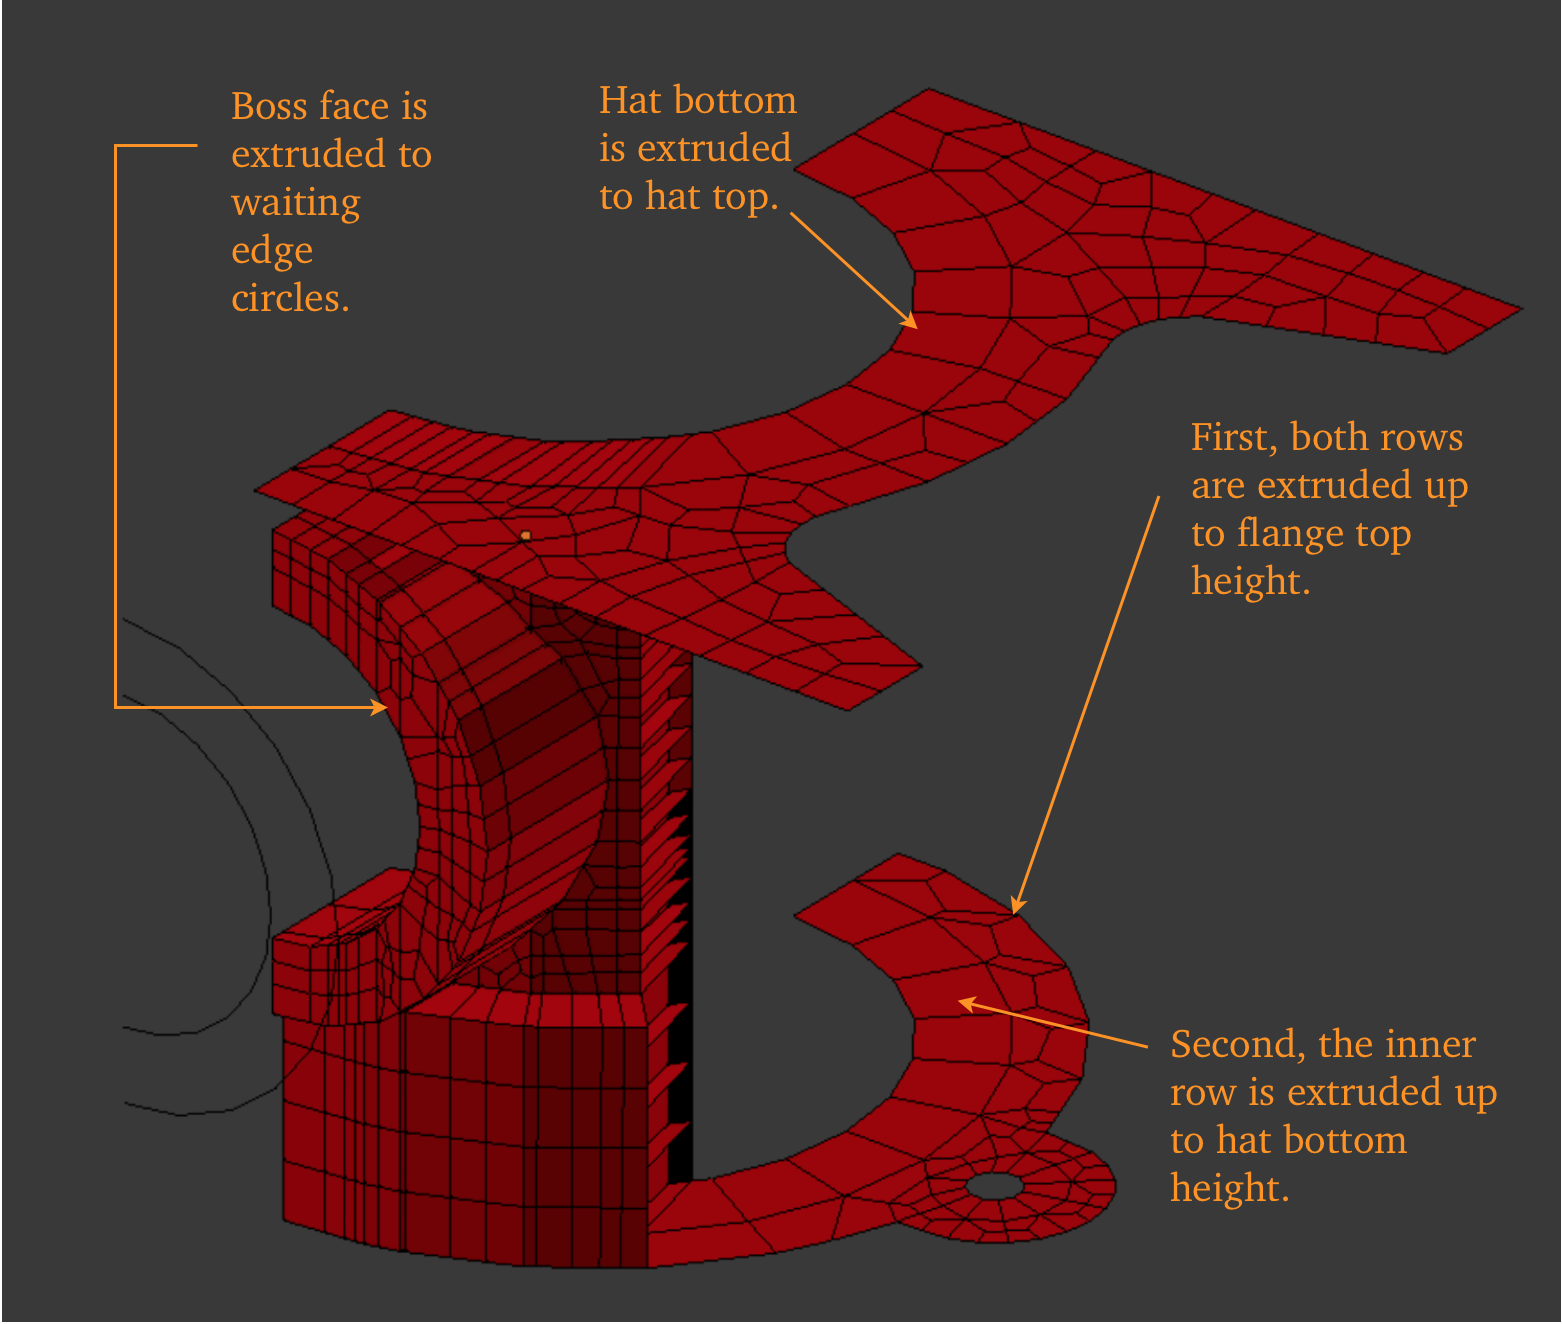 Boss face is
extruded to
waiting
edge
circles.
Hat bottom
is extruded
to hat top.
First, both rows
are extruded up
to flange top
height.
Second, the inner
row is extruded up
to hat bottom
height.